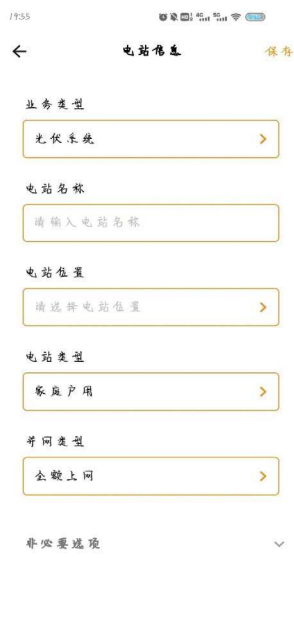 19:55
电站信息
保存
业务类型
光伏系统
电站名称
请输入电站名称
电站位置
请选择电站位置
电站类型
家庭户用
并网类型
全额上网
非必要选项